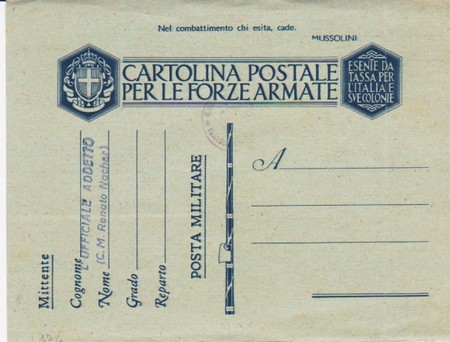 Nel combattimento chi esita, cade.
MUSSOLINI
CARTOLINA POSTALE
PER LE FORZE ARMATE
ESENTE DA
TASSA PER
L'ITALIA E
SVE COLONIE
Mittente
Cognome
L'UFFICIALE ADDETTO
(C. M. Renato Nacher)
Nome
Grado
Reparto
POSTA MILITARE
A